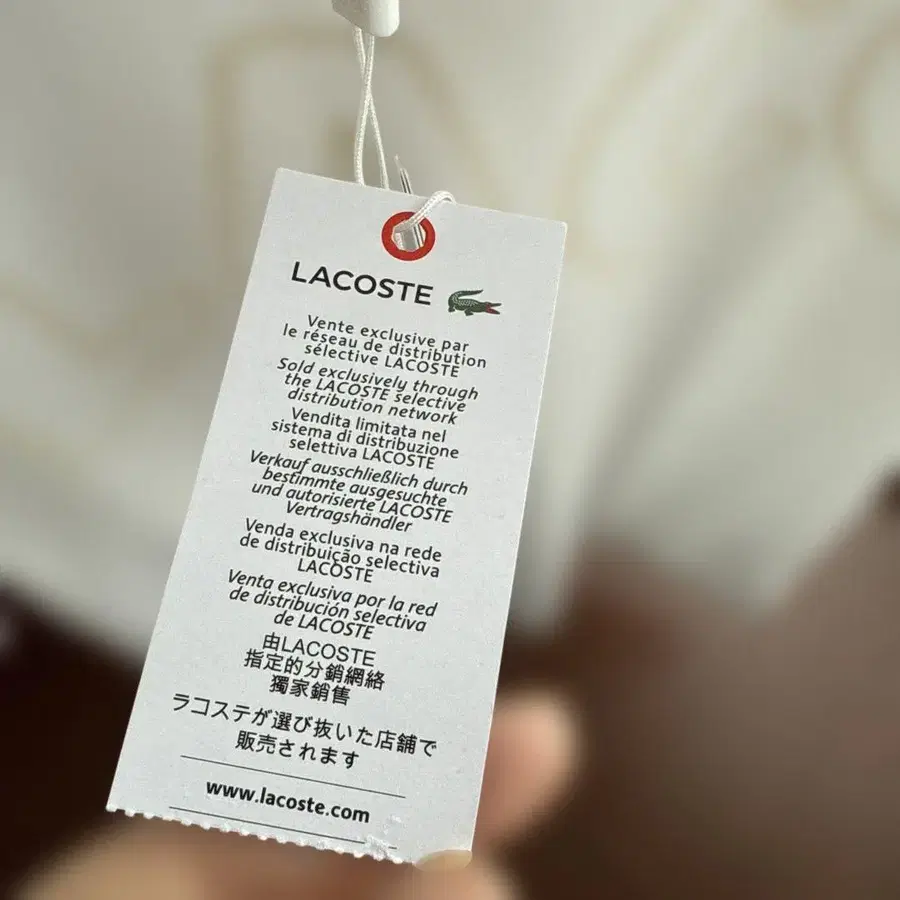 LACOSTE
Vente exclusive par
le réseau de distribution
sélective LACOSTE
Sold exclusively through
the LACOSTE selective
distribution network
Vendita limitata nel
sistema di distribuzione
selettiva LACOSTE
Verkauf ausschließlich durch
bestimmte ausgesuchte
und autorisierte LACOSTE
Vertragshändler
Venda exclusiva na rede
de distribuição selectiva
LACOSTE
Venta exclusiva por la red
de distribución selectiva
de LACOSTE
由LACOSTE
指定的分銷網絡
獨家銷售
ラコステが選び抜いた店舗で
販売されます
www.lacoste.com